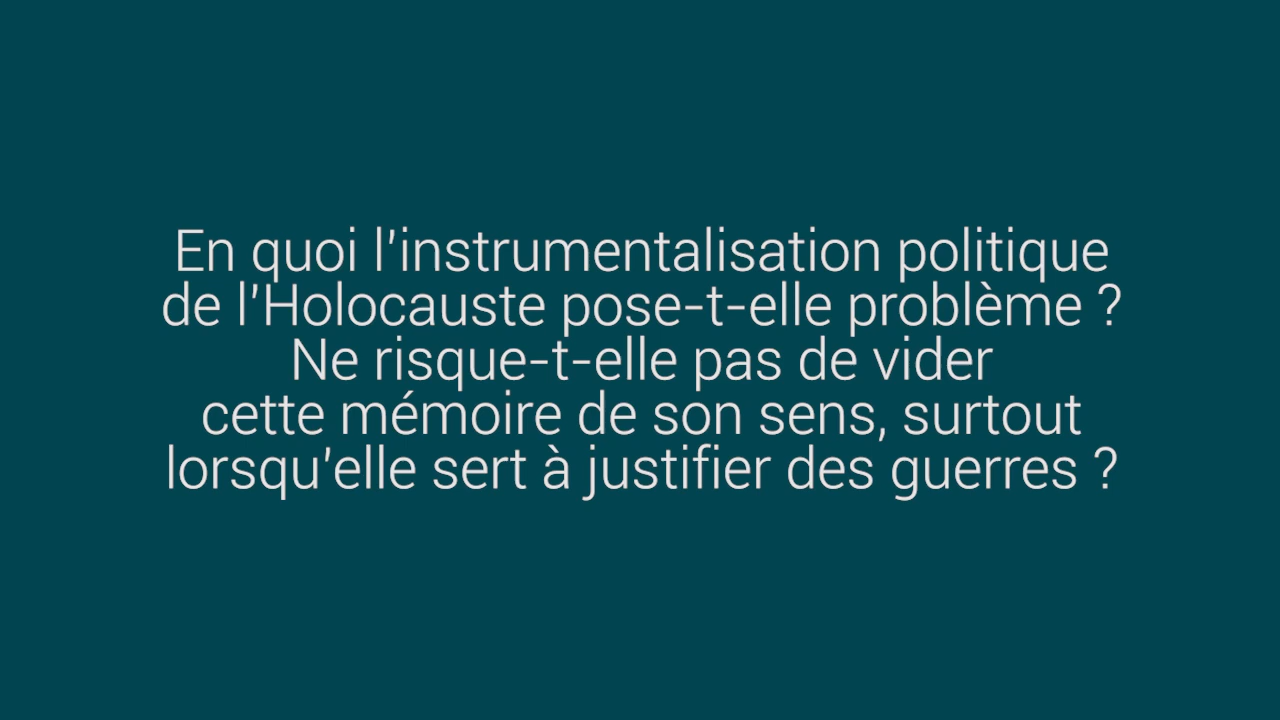 En quoi l'instrumentalisation politique
de l'Holocauste pose-t-elle problème ?
Ne risque-t-elle pas de vider
cette mémoire de son sens, surtout
lorsqu'elle sert à justifier des guerres ?